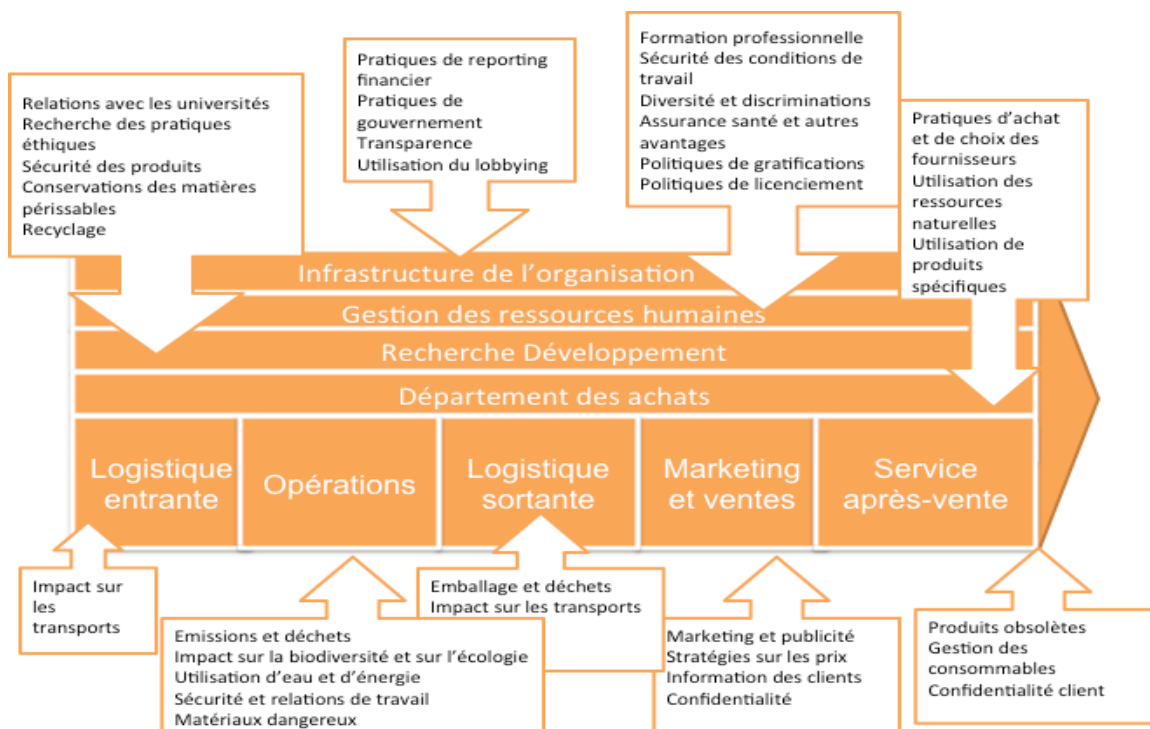 Relations avec les universités
Recherche des pratiques
éthiques
Sécurité des produits
Conservations des matières
périssables
Recyclage
Pratiques de reporting
financier
Pratiques de
gouvernement
Transparence
Utilisation du lobbying
Formation professionnelle
Sécurité des conditions de
travail
Diversité et discriminations
Assurance santé et autres
avantages
Politiques de gratifications
Politiques de licenciement
Pratiques d'achat
et de choix des
fournisseurs
Utilisation des
ressources
naturelles
Utilisation de
produits
spécifiques
Infrastructure de l'organisation
Gestion des ressources humaines
Recherche Développement
Département des achats
Logistique
entrante
Opérations
Logistique
sortante
Marketing
et ventes
Service
après-vente
Impact sur
les
transports
Emissions et déchets
Impact sur la biodiversité et sur l'écologie
Utilisation d'eau et d'énergie
Sécurité et relations de travail
Matériaux dangereux
Emballage et déchets
Impact sur les transports
Marketing et publicité
Stratégies sur les prix
Information des clients
Confidentialité
Produits obsolètes
Gestion des
consommables
Confidentialité client